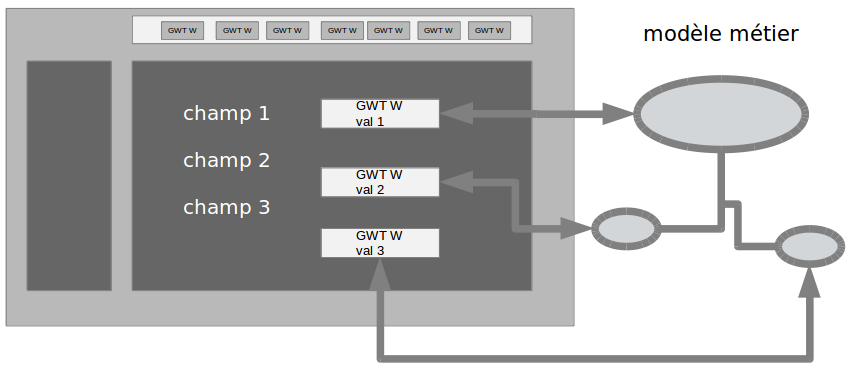 GWT W GWT W GWT W GWT W GWT W GWT W GWT W
modèle métier
champ 1
GWT W
val 1
champ 2
GWT W
val 2
champ 3
GWT W
val 3